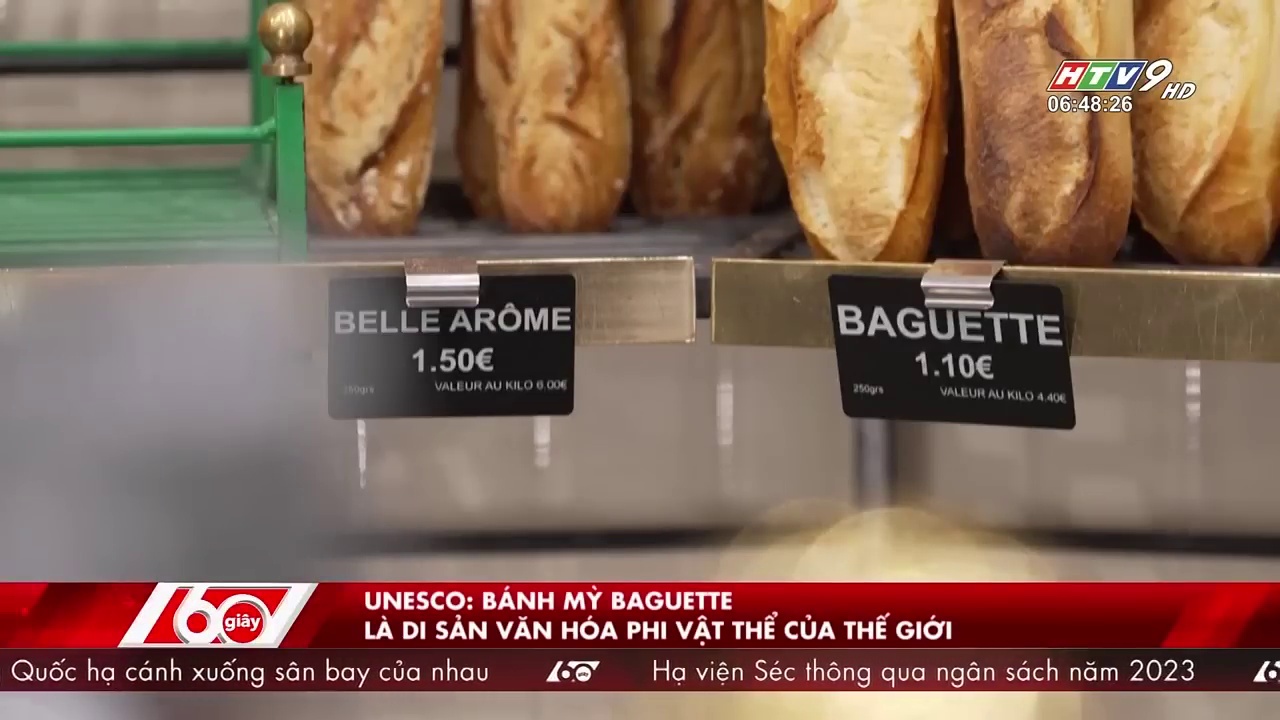 HTV9 HD
06:48:26
BELLE ARÔME
1.50€
250grs VALEUR AU KILO 6.00€
BAGUETTE
1.10€
250grs VALEUR AU KILO 4.40€
60 giây
UNESCO: BÁNH MỲ BAGUETTE
LÀ DI SẢN VĂN HÓA PHI VẬT THỂ CỦA THẾ GIỚI
Quốc hạ cánh xuống sân bay của nhau 60 giây Hạ viện Séc thông qua ngân sách năm 2023